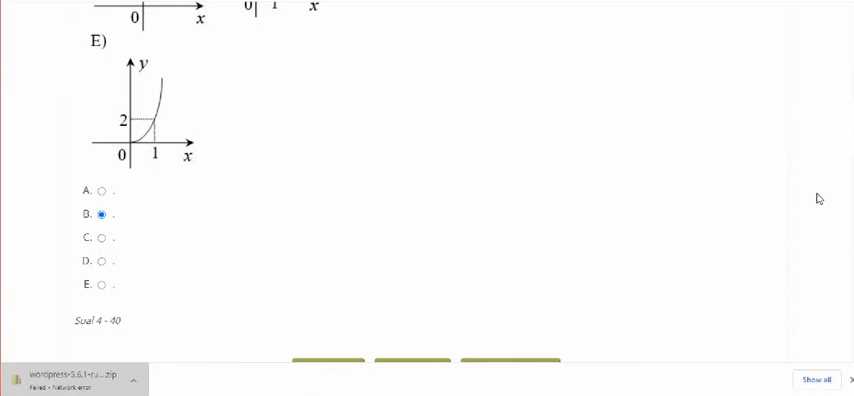 0 x 0 1 x
E)
y
2
0 1 x
A. .
B. .
C. .
D. .
E. .
Sual 4 - 40
wordpress-5.6.1-ru....zip
Failed - Network error
Show all